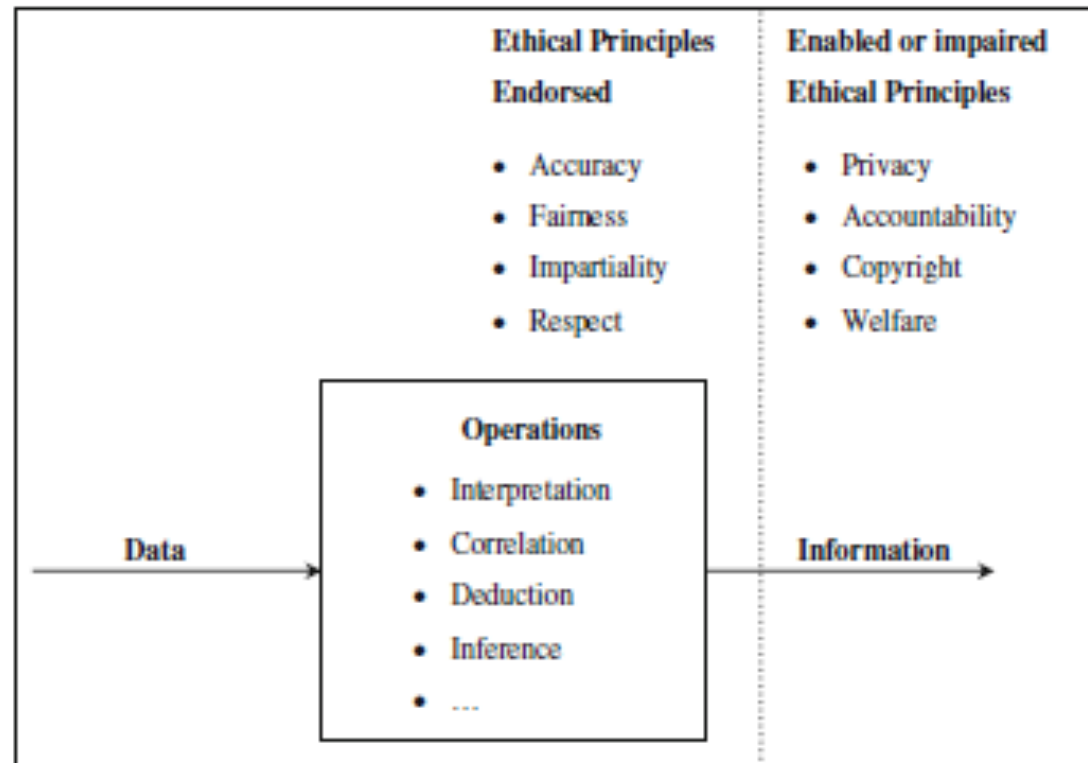 Ethical Principles
Endorsed
• Accuracy
• Fairness
• Impartiality
• Respect
Enabled or impaired
Ethical Principles
• Privacy
• Accountability
• Copyright
• Welfare
Operations
• Interpretation
• Correlation
• Deduction
• Inference
• ....
Data
Information